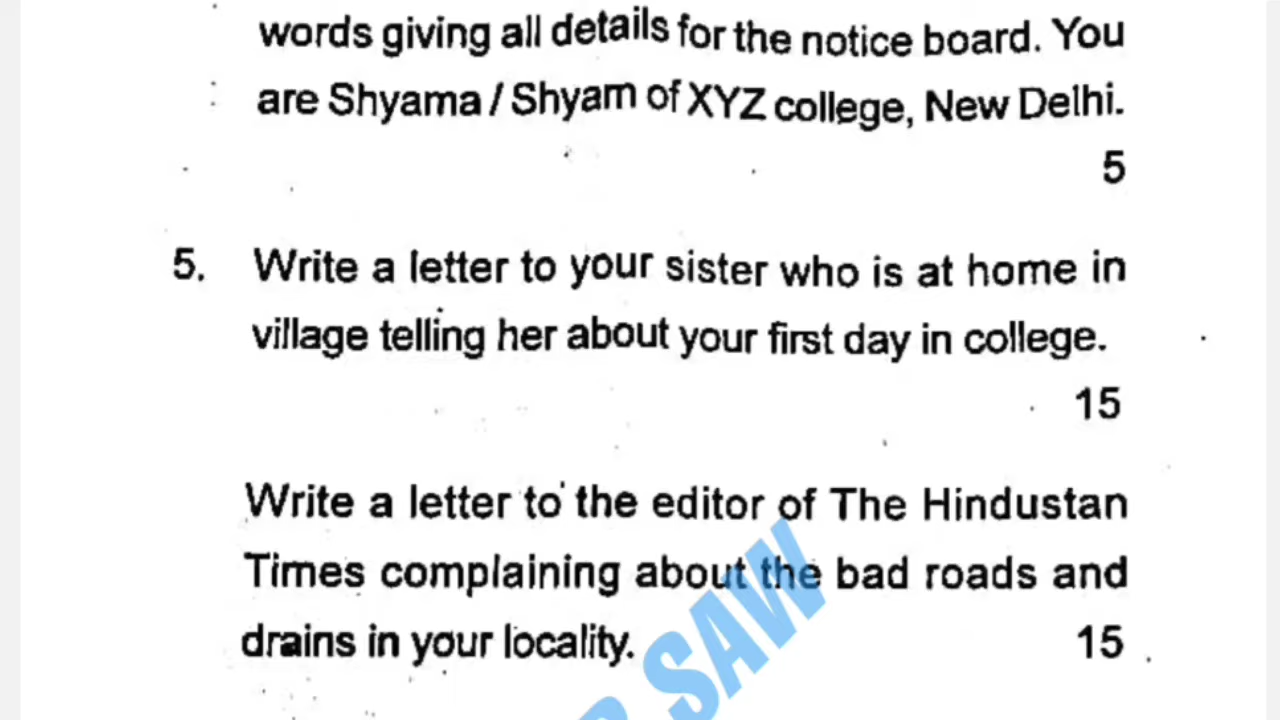 words giving all details for the notice board. You
are Shyama / Shyam of XYZ college, New Delhi.
5
5. Write a letter to your sister who is at home in
village telling her about your first day in college.
15
Write a letter to the editor of The Hindustan
Times complaining about the bad roads and
drains in your locality. 15
SAW